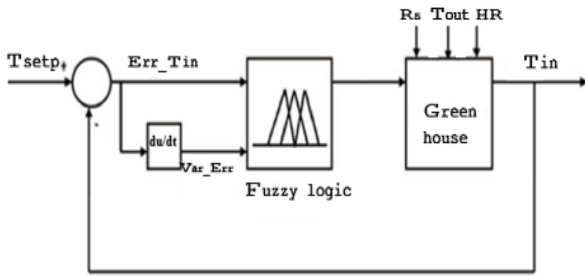 Rs Tout HR
Tsetp Err_Tin Tin
Green
house
du/dt
Var_Err
Fuzzy logic